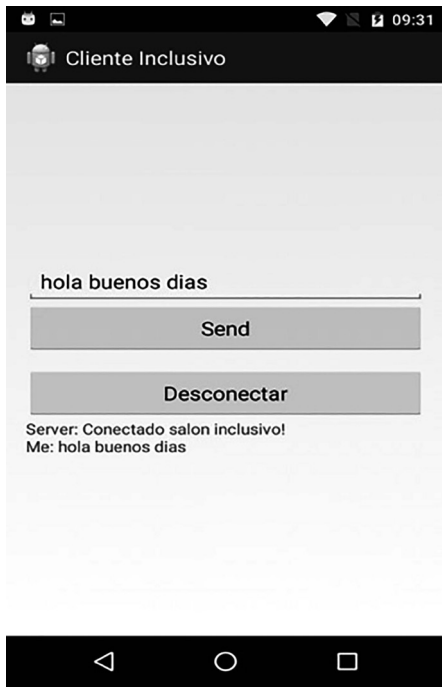 09:31
Cliente Inclusivo
hola buenos dias
Send
Desconectar
Server: Conectado salon inclusivo!
Me: hola buenos dias